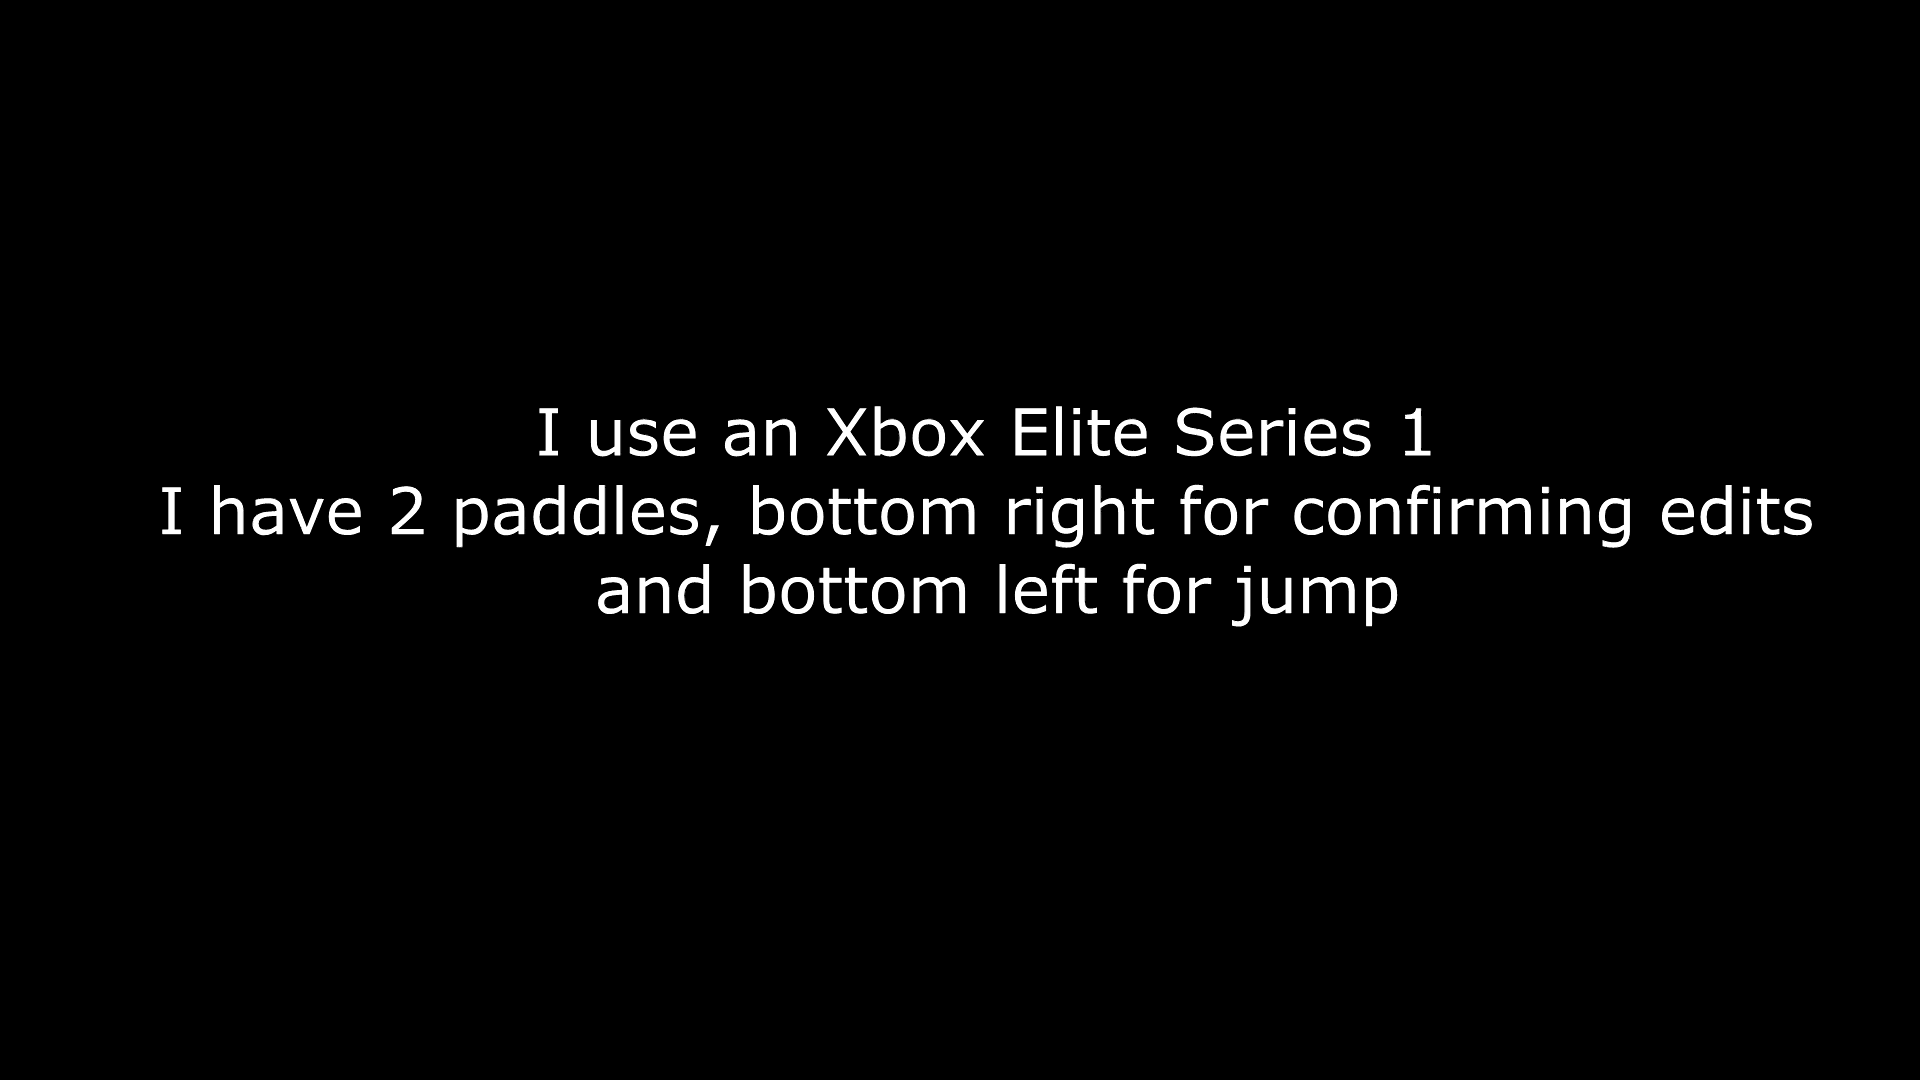 I use an Xbox Elite Series 1
I have 2 paddles, bottom right for confirming edits
and bottom left for jump